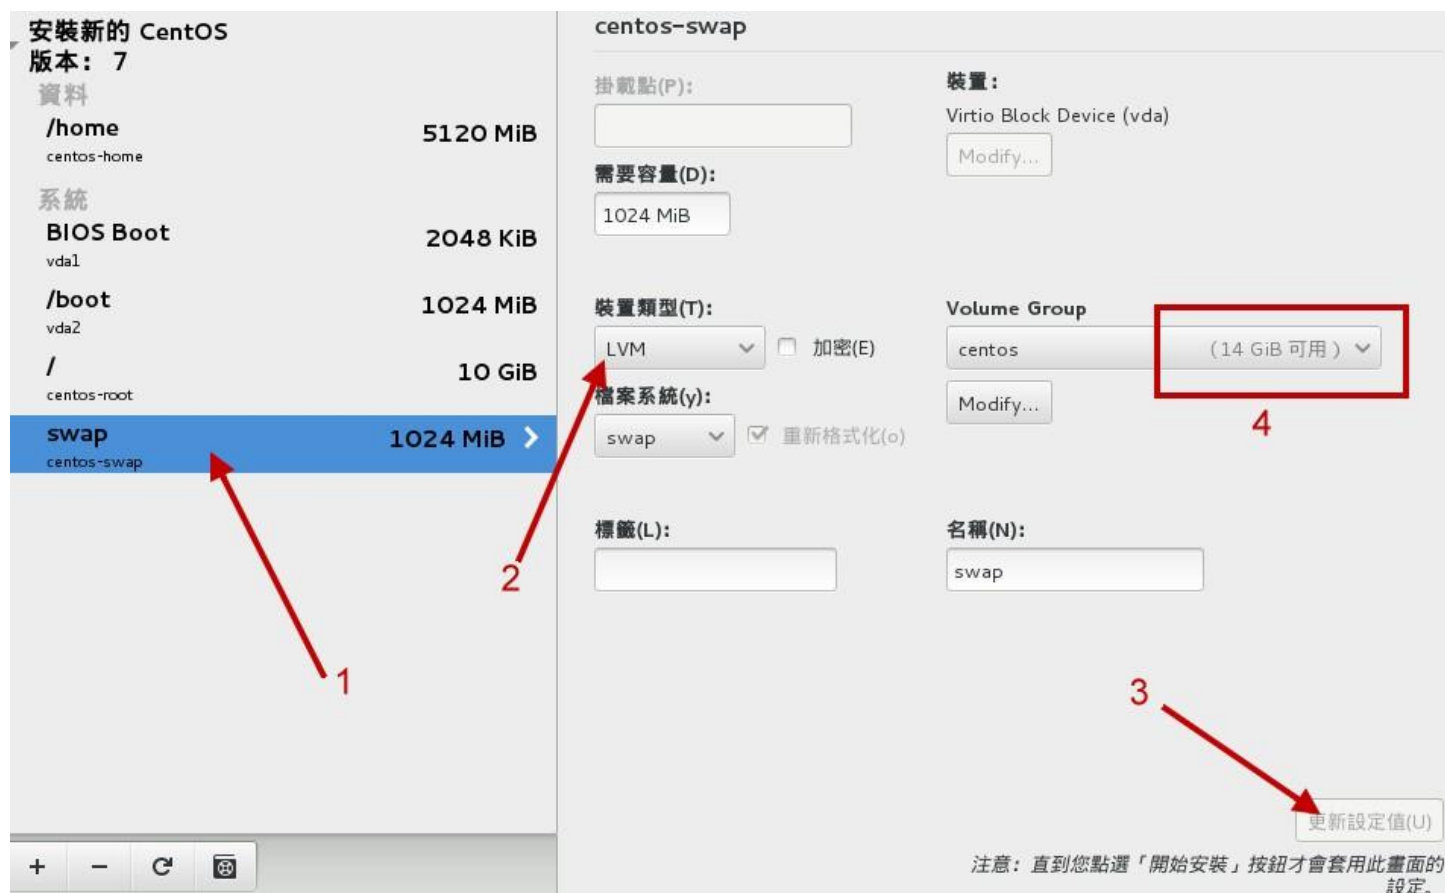 安裝新的 CentOS
版本： 7
資料
/home 5120 MiB
centos-home
系統
BIOS Boot 2048 KiB
vda1
/boot 1024 MiB
vda2
/ 10 GiB
centos-root
swap 1024 MiB
centos-swap
1
+ −
centos-swap
掛載點(P):
裝置：
Virtio Block Device (vda)
Modify...
需要容量(D):
1024 MiB
裝置類型(T):
LVM 加密(E)
Volume Group
centos （14 GiB 可用）
檔案系統(y):
Modify...
4
swap 重新格式化(o)
標籤(L):
名稱(N):
2
swap
3
更新設定值(U)
注意：直到您點選「開始安裝」按鈕才會套用此畫面的
設定。